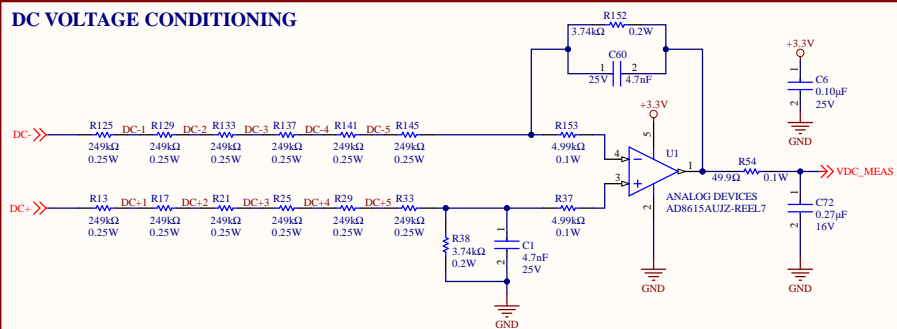 DC VOLTAGE CONDITIONING
R152
3.74kΩ 0.2W
C60
1 2
25V 4.7nF
+3.3V
1
C6
0.10µF
25V
2
GND
DC-
R125 DC-1 R129 DC-2 R133 DC-3 R137 DC-4 R141 DC-5 R145
249kΩ 249kΩ 249kΩ 249kΩ 249kΩ 249kΩ
0.25W 0.25W 0.25W 0.25W 0.25W 0.25W
R153
4.99kΩ
0.1W
+3.3V
5
U1
4
3
1
2
ANALOG DEVICES
AD8615AUJZ-REEL7
GND
R54
49.9Ω 0.1W
VDC_MEAS
1
C72
0.27µF
16V
2
GND
DC+
R13 DC+1 R17 DC+2 R21 DC+3 R25 DC+4 R29 DC+5 R33
249kΩ 249kΩ 249kΩ 249kΩ 249kΩ 249kΩ
0.25W 0.25W 0.25W 0.25W 0.25W 0.25W
R37
4.99kΩ
0.1W
R38
3.74kΩ
0.2W
1
C1
4.7nF
25V
2
GND